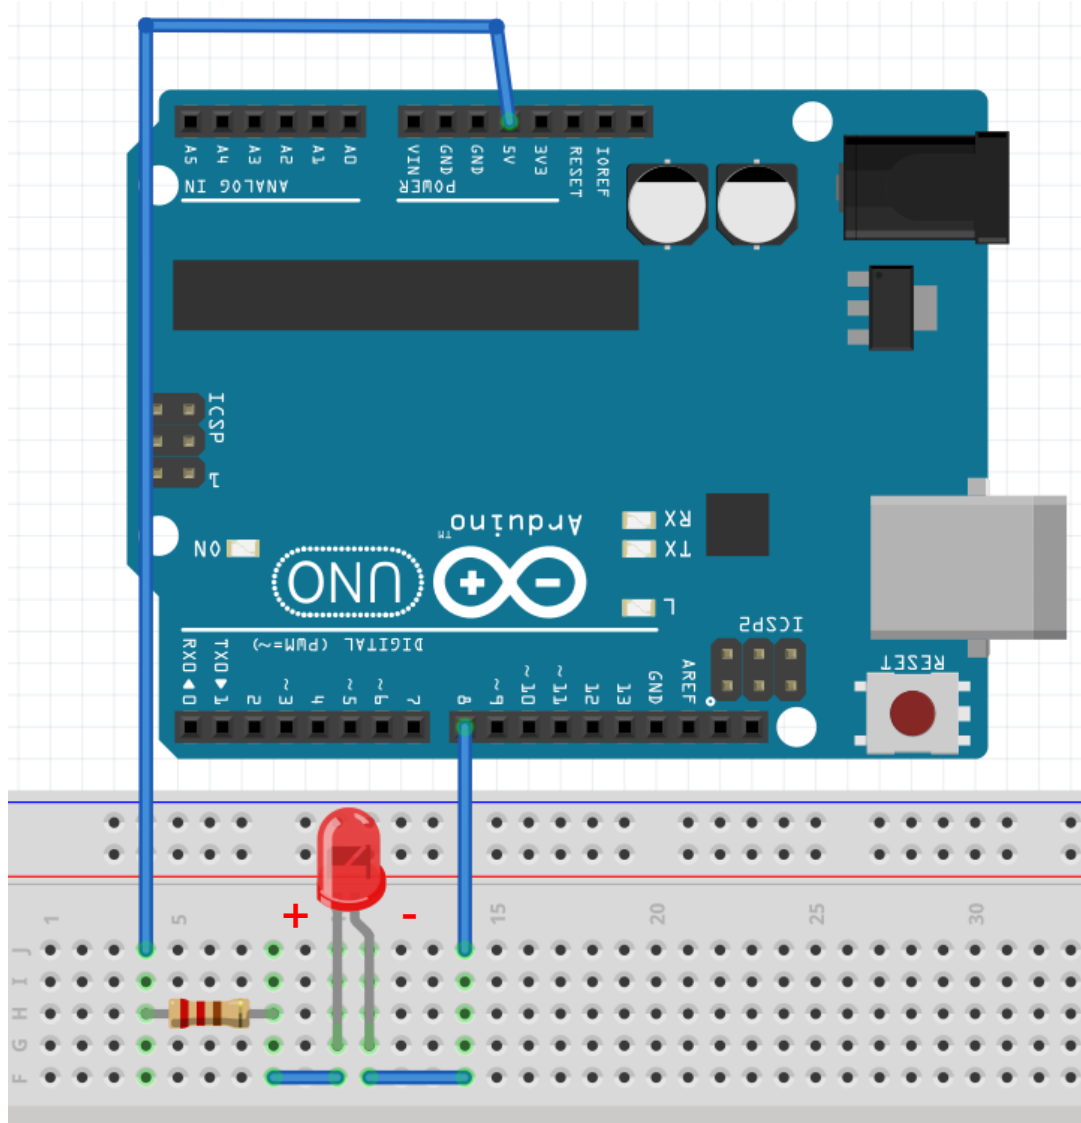 A5 A4 A3 A2 A1 A0 VIN GND GND 5V 3V3 RESET IOREF
ANALOG IN POWER
ICSP
1
Arduino™ RX
ON TX
UNO + -
L
DIGITAL (PWM=~) ICSP2
RESET
RX0◀0 TX0▶1 2 ~3 4 ~5 ~6 7 8 ~9 ~10 ~11 12 13 GND AREF
+ -
1 5 15 20 25 30
J
I
H
G
F